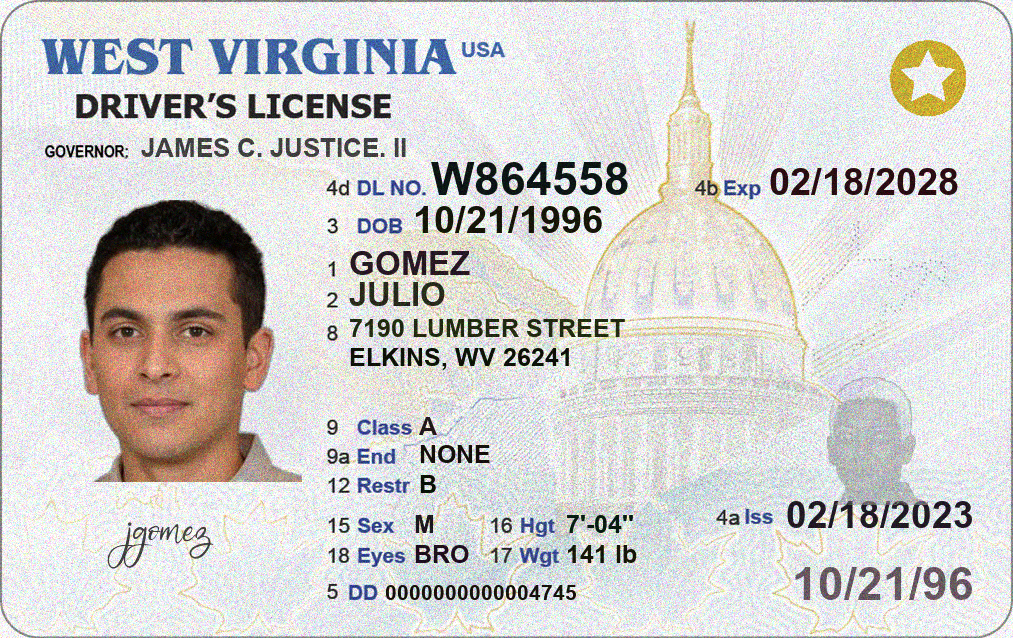 WEST VIRGINIA USA
DRIVER'S LICENSE
GOVERNOR: JAMES C. JUSTICE. II
4d DL NO. W864558 4b Exp 02/18/2028
3 DOB 10/21/1996
1 GOMEZ
2 JULIO
8 7190 LUMBER STREET
ELKINS, WV 26241
9 Class A
9a End NONE
12 Restr B
15 Sex M 16 Hgt 7'-04" 4a Iss 02/18/2023
jgomez
18 Eyes BRO 17 Wgt 141 lb
5 DD 0000000000004745 10/21/96